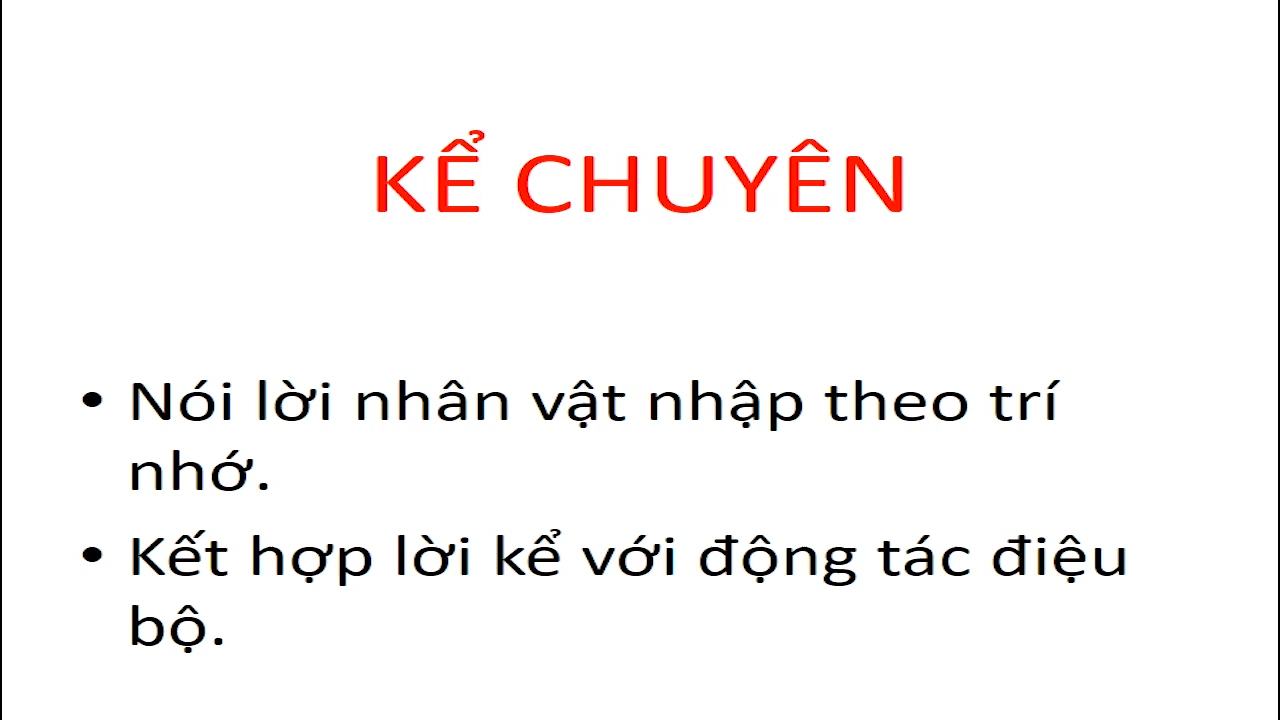 KỂ CHUYÊN
• Nói lời nhân vật nhập theo trí
nhớ.
• Kết hợp lời kể với động tác điệu
bộ.